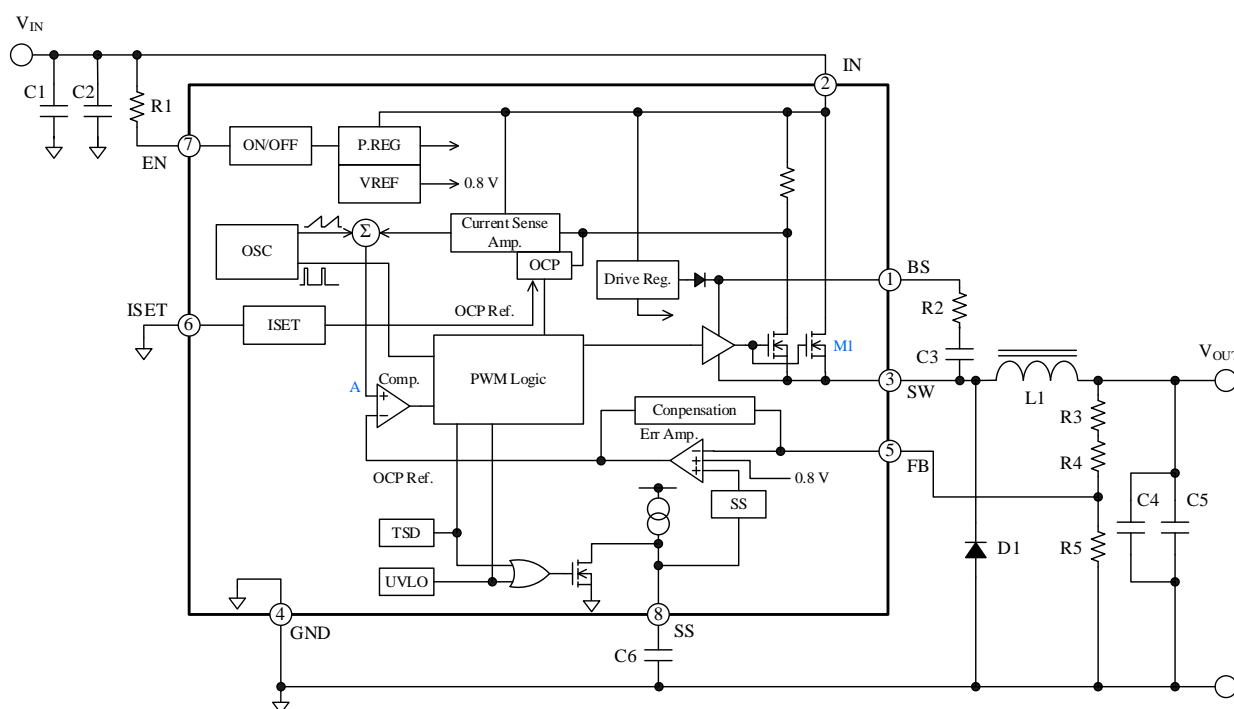 VIN
IN
2
C1
C2
R1
7
EN
ON/OFF
P.REG
VREF
0.8 V
OSC
Σ
Current Sense
Amp.
OCP
Drive Reg.
BS
1
R2
C3
ISET
6
ISET
OCP Ref.
M1
VOUT
A
Comp.
+
−
PWM Logic
3
SW
L1
R3
Conpensation
Err Amp.
−
+
+
5
FB
R4
OCP Ref.
0.8 V
SS
C4
C5
TSD
D1
R5
UVLO
4
GND
8
SS
C6